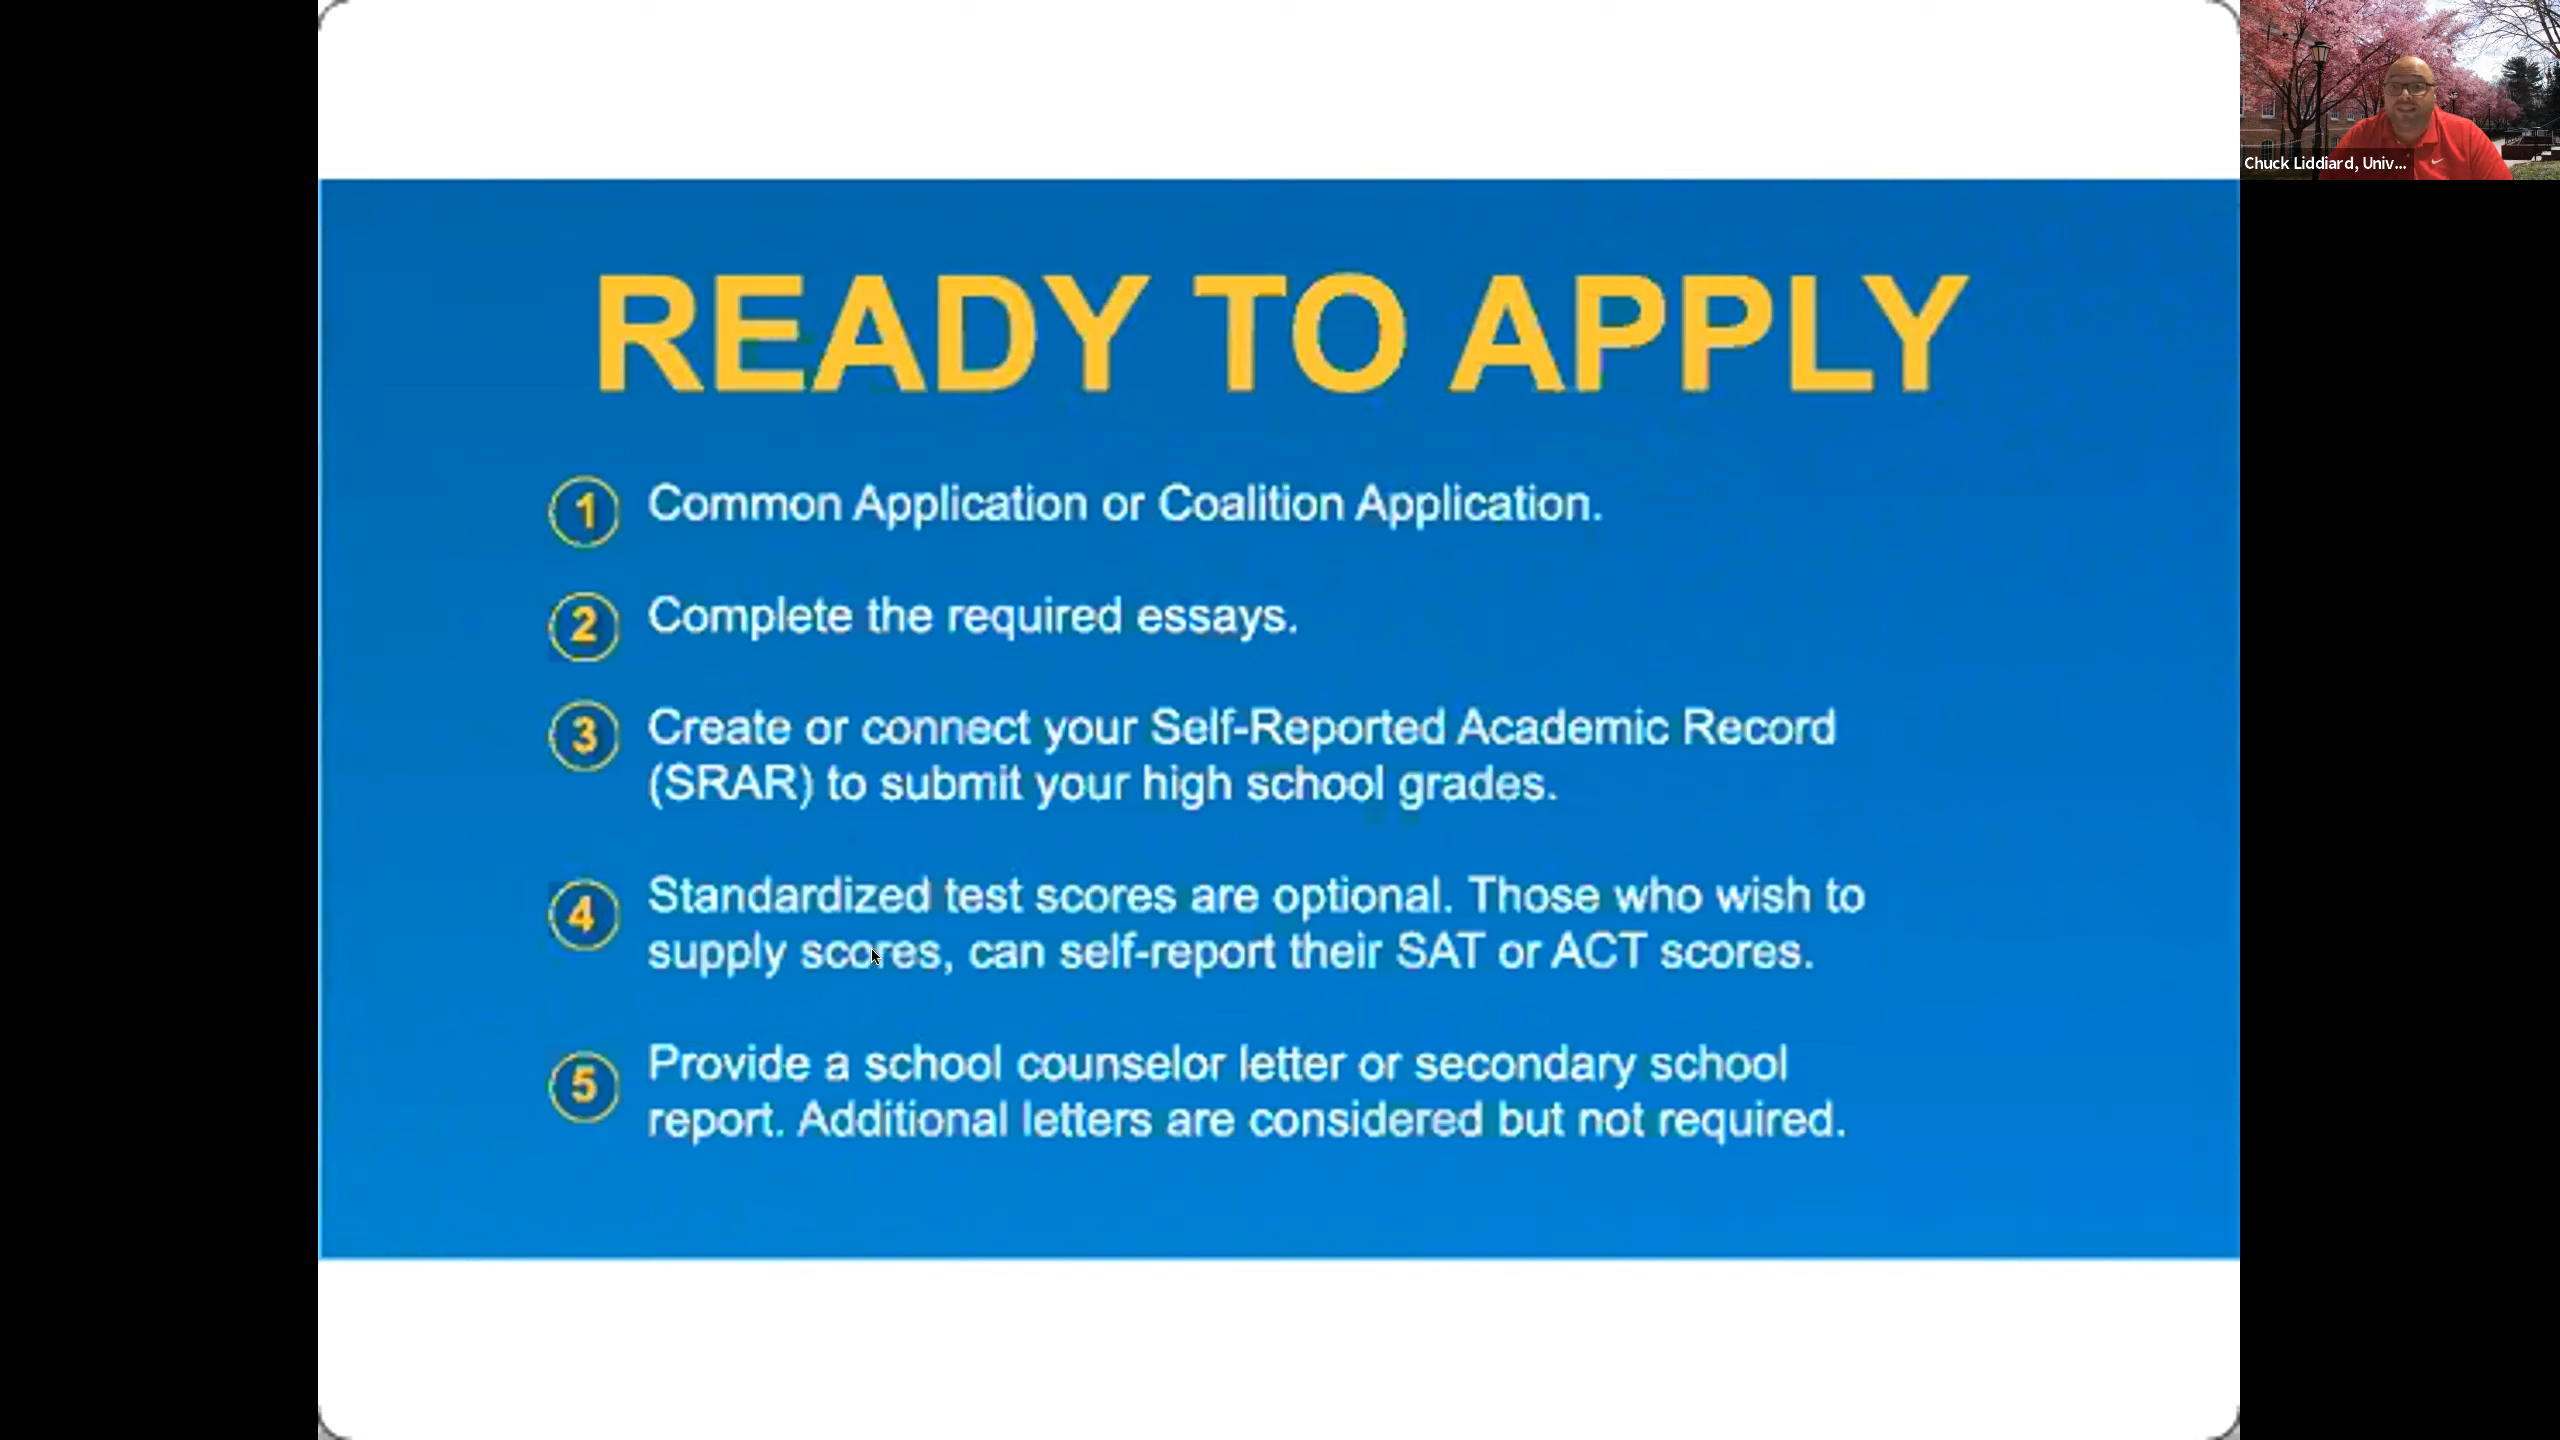 READY TO APPLY
1 Common Application or Coalition Application.
2 Complete the required essays.
3 Create or connect your Self-Reported Academic Record
(SRAR) to submit your high school grades.
4 Standardized test scores are optional. Those who wish to
supply scores, can self-report their SAT or ACT scores.
5 Provide a school counselor letter or secondary school
report. Additional letters are considered but not required.
Chuck Liddiard, Univ...